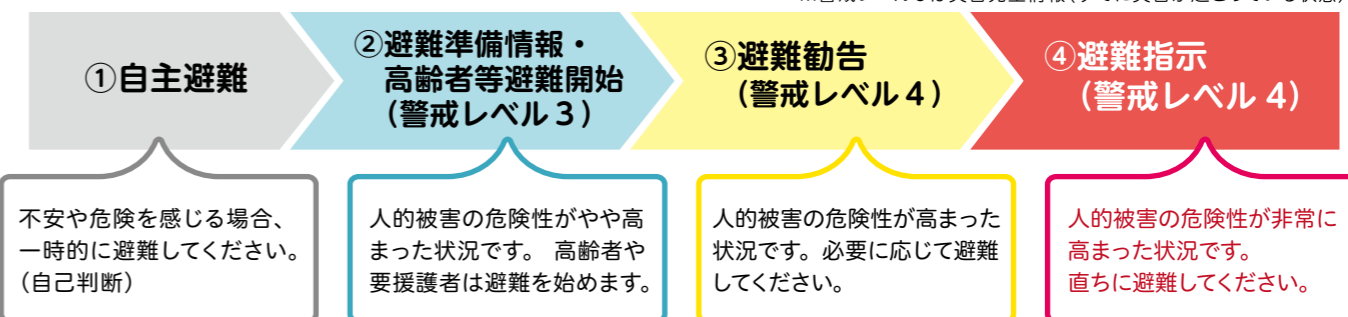 ①自主避難
②避難準備情報・
高齢者等避難開始
(警戒レベル３)
③避難勧告
(警戒レベル４)
④避難指示
(警戒レベル 4)
不安や危険を感じる場合、
一時的に避難してください。
(自己判断)
人的被害の危険性がやや高
まった状況です。 高齢者や
要援護者は避難を始めます。
人的被害の危険性が高まった
状況です。必要に応じて避難
してください。
人的被害の危険性が非常に
高まった状況です。
直ちに避難してください。